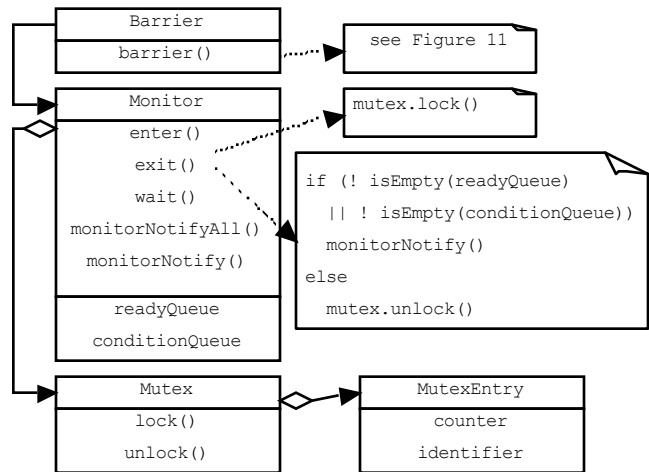 Barrier
barrier()
see Figure 11
Monitor
enter()
exit()
wait()
monitorNotifyAll()
monitorNotify()
readyQueue
conditionQueue
mutex.lock()
if (! isEmpty(readyQueue)
|| ! isEmpty(conditionQueue))
monitorNotify()
else
mutex.unlock()
Mutex
lock()
unlock()
MutexEntry
counter
identifier